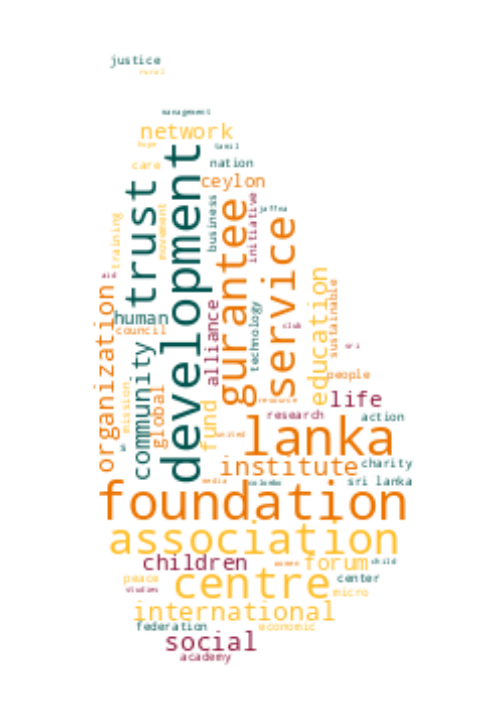 justice
rural
management
network
hope
tamil
care
nation
ceylon
development
trust
business
initiative
jaffna
gurantee
service
movement
training
aid
human
council
organization
community
global
alliance
technology
club
education
sustainable
sri
people
life
mission
fund
resource
research
action
united
lanka
institute
charity
media
colombo
sri lanka
foundation
association
children
women
forum
child
peace
centre
center
studies
micro
international
federation
economic
social
academy